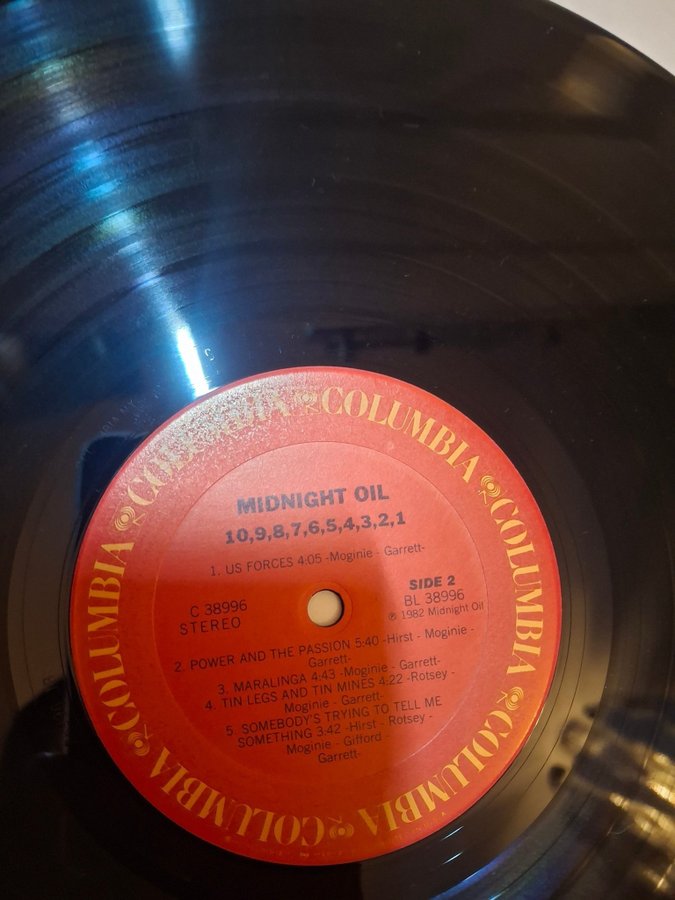 COLUMBIA COLUMBIA COLUMBIA COLUMBIA COLUMBIA COLUMBIA COLUMBIA COLUMBIA
MIDNIGHT OIL
10,9,8,7,6,5,4,3,2,1
1. US FORCES 4:05 -Moginie - Garrett-
C 38996
STEREO
SIDE 2
BL 38996
℗ 1982 Midnight Oil
2. POWER AND THE PASSION 5:40 -Hirst - Moginie -
Garrett-
3. MARALINGA 4:43 -Moginie - Garrett-
4. TIN LEGS AND TIN MINES 4:22 -Rotsey -
Moginie - Garrett-
5. SOMEBODY'S TRYING TO TELL ME
SOMETHING 3:42 -Hirst - Rotsey -
Moginie - Gifford -
Garrett-